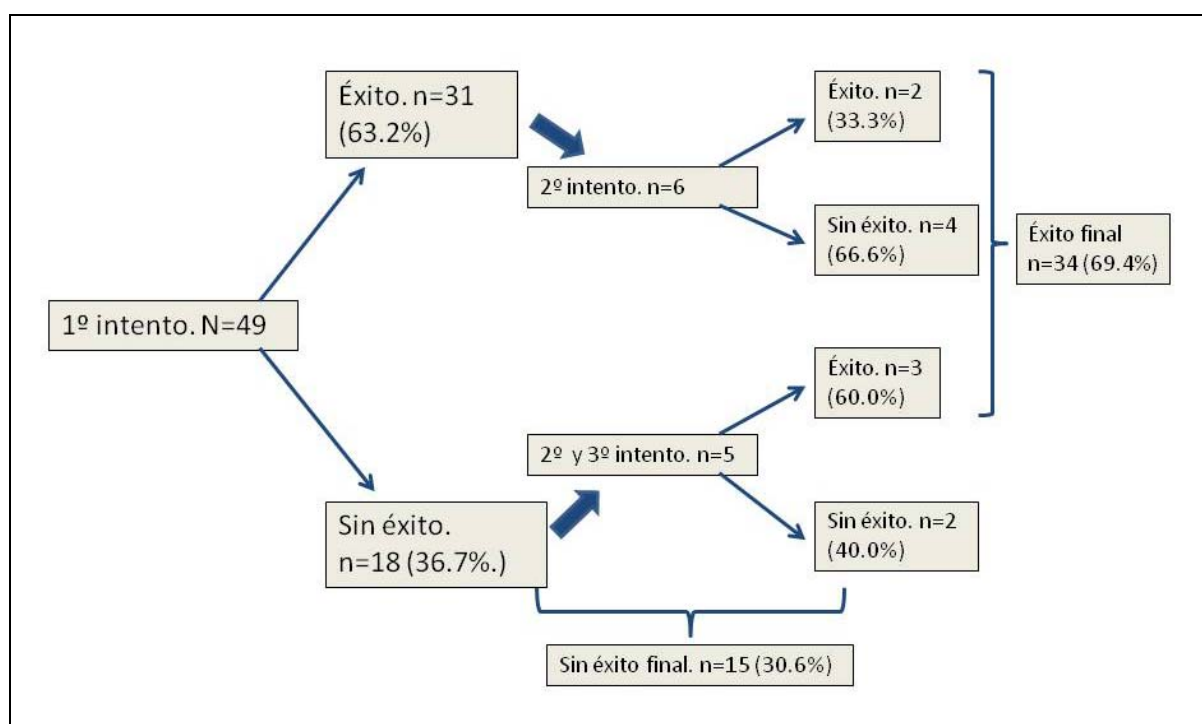 1º intento. N=49
Éxito. n=31
(63.2%)
Sin éxito.
n=18 (36.7%.)
2º intento. n=6
2º y 3º intento. n=5
Éxito. n=2
(33.3%)
Sin éxito. n=4
(66.6%)
Éxito. n=3
(60.0%)
Sin éxito. n=2
(40.0%)
Éxito final
n=34 (69.4%)
Sin éxito final. n=15 (30.6%)